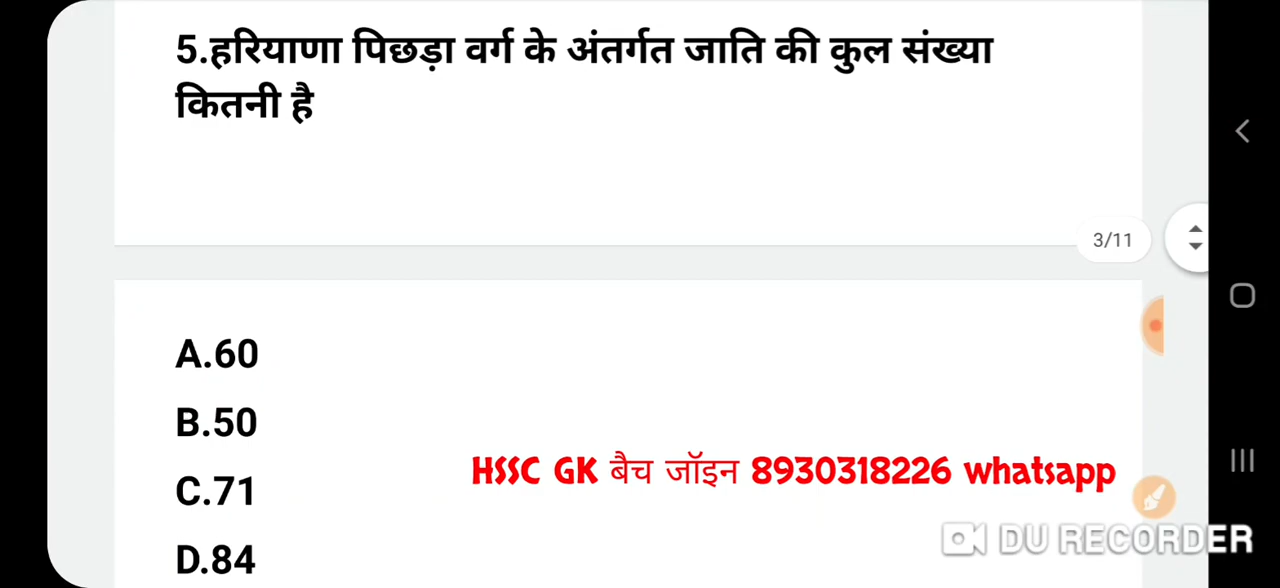 5.हरियाणा पिछड़ा वर्ग के अंतर्गत जाति की कुल संख्या
कितनी है
3/11
A.60
B.50
HSSC GK बैच जॉइन 8930318226 whatsapp
C.71
DU RECORDER
D.84